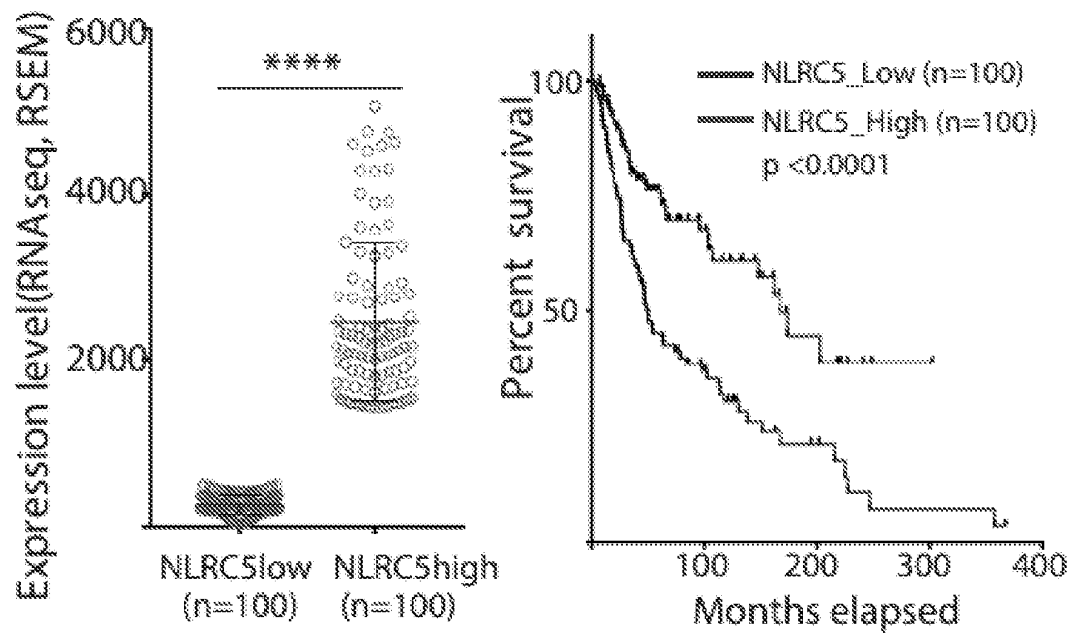 Expression level(RNAseq, RSEM)
6000
4000
2000
****
NLRC5low
(n=100)
NLRC5high
(n=100)
Percent survival
100
50
NLRC5_Low (n=100)
NLRC5_High (n=100)
p <0.0001
100
200
300
400
Months elapsed